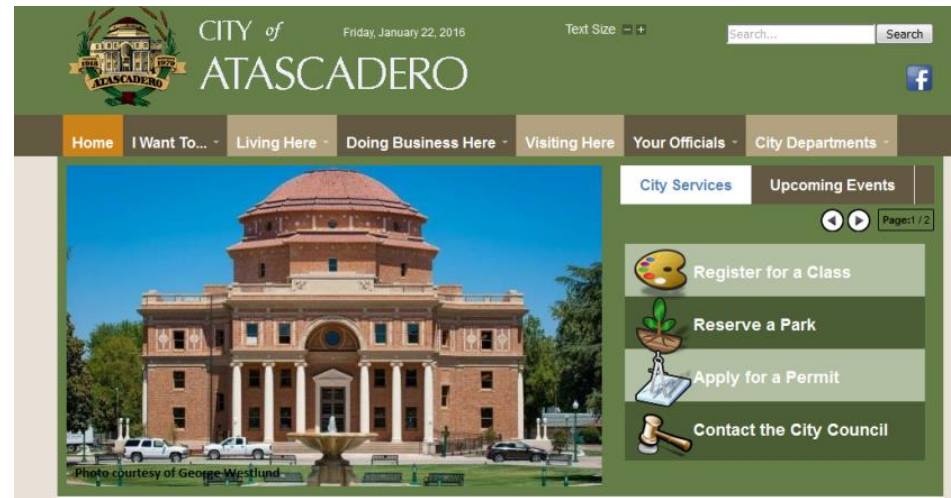 CITY of
ATASCADERO
1913 1979
ATASCADERO
Friday, January 22, 2016
Text Size - +
Search...
Search
f
Home
I Want To...
Living Here
Doing Business Here
Visiting Here
Your Officials
City Departments
City Services
Upcoming Events
Page:1 / 2
Register for a Class
Reserve a Park
Apply for a Permit
Contact the City Council
Photo courtesy of George Westlund